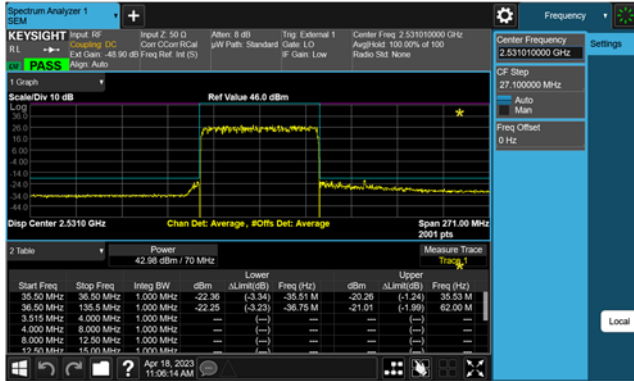 Spectrum Analyzer 1
SEM
Frequency
KEYSIGHT Input: RF Input Z: 50 Ω Atten: 8 dB Trig: External 1 Center Freq: 2.531010000 GHz
RL Coupling: DC Corr CCorr RCal µW Path: Standard Gate: LO Avg|Hold: 100.00% of 100
Ext Gain: -48.90 dB Freq Ref: Int (S) IF Gain: Low Radio Std: None
PASS Align: Auto
Center Frequency
2.531010000 GHz
Settings
CF Step
27.100000 MHz
Auto
Man
Freq Offset
0 Hz
1 Graph
Scale/Div 10 dB Ref Value 46.0 dBm
Log
36.0
26.0
16.0
6.00
-4.00
-14.0
-24.0
-34.0
-44.0
Disp Center 2.5310 GHz Chan Det: Average , #Offs Det: Average Span 271.00 MHz
2001 pts
2 Table Power Measure Trace
42.98 dBm / 70 MHz Trace 1
Lower Upper
Start Freq Stop Freq Integ BW dBm ΔLimit(dB) Freq (Hz) dBm ΔLimit(dB) Freq (Hz)
35.50 MHz 36.50 MHz 1.000 MHz -22.36 (-3.34) -35.51 M -20.26 (-1.24) 35.53 M
36.50 MHz 135.5 MHz 1.000 MHz -22.25 (-3.23) -36.75 M -21.01 (-1.99) 62.00 M
3.515 MHz 4.000 MHz 1.000 MHz --- (---) --- --- (---) ---
4.000 MHz 8.000 MHz 1.000 MHz --- (---) --- --- (---) ---
8.000 MHz 12.50 MHz 1.000 MHz --- (---) --- --- (---) ---
12.50 MHz 15.00 MHz 1.000 MHz --- (---) --- --- (---) ---
Local
? Apr 18, 2023
11:06:14 AM